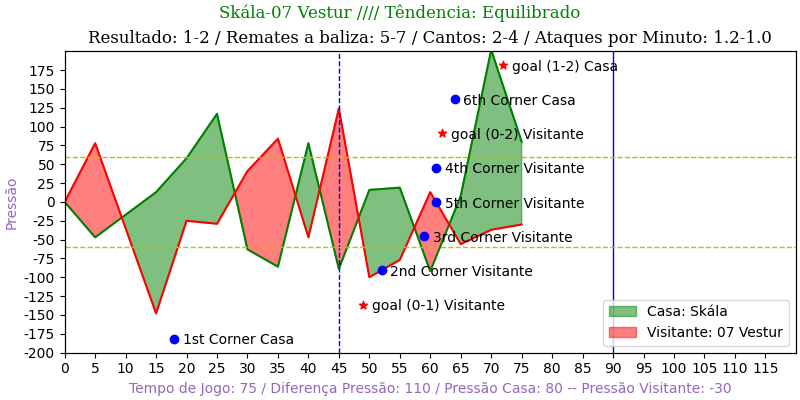 Skála-07 Vestur //// Têndencia: Equilibrado
Resultado: 1-2 / Remates a baliza: 5-7 / Cantos: 2-4 / Ataques por Minuto: 1.2-1.0
Pressão
175
150
125
100
75
50
25
0
-25
-50
-75
-100
-125
-150
-175
-200
goal (1-2) Casa
6th Corner Casa
goal (0-2) Visitante
4th Corner Visitante
5th Corner Visitante
3rd Corner Visitante
2nd Corner Visitante
goal (0-1) Visitante
1st Corner Casa
Casa: Skála
Visitante: 07 Vestur
0 5 10 15 20 25 30 35 40 45 50 55 60 65 70 75 80 85 90 95 100 105 110 115
Tempo de Jogo: 75 / Diferença Pressão: 110 / Pressão Casa: 80 -- Pressão Visitante: -30